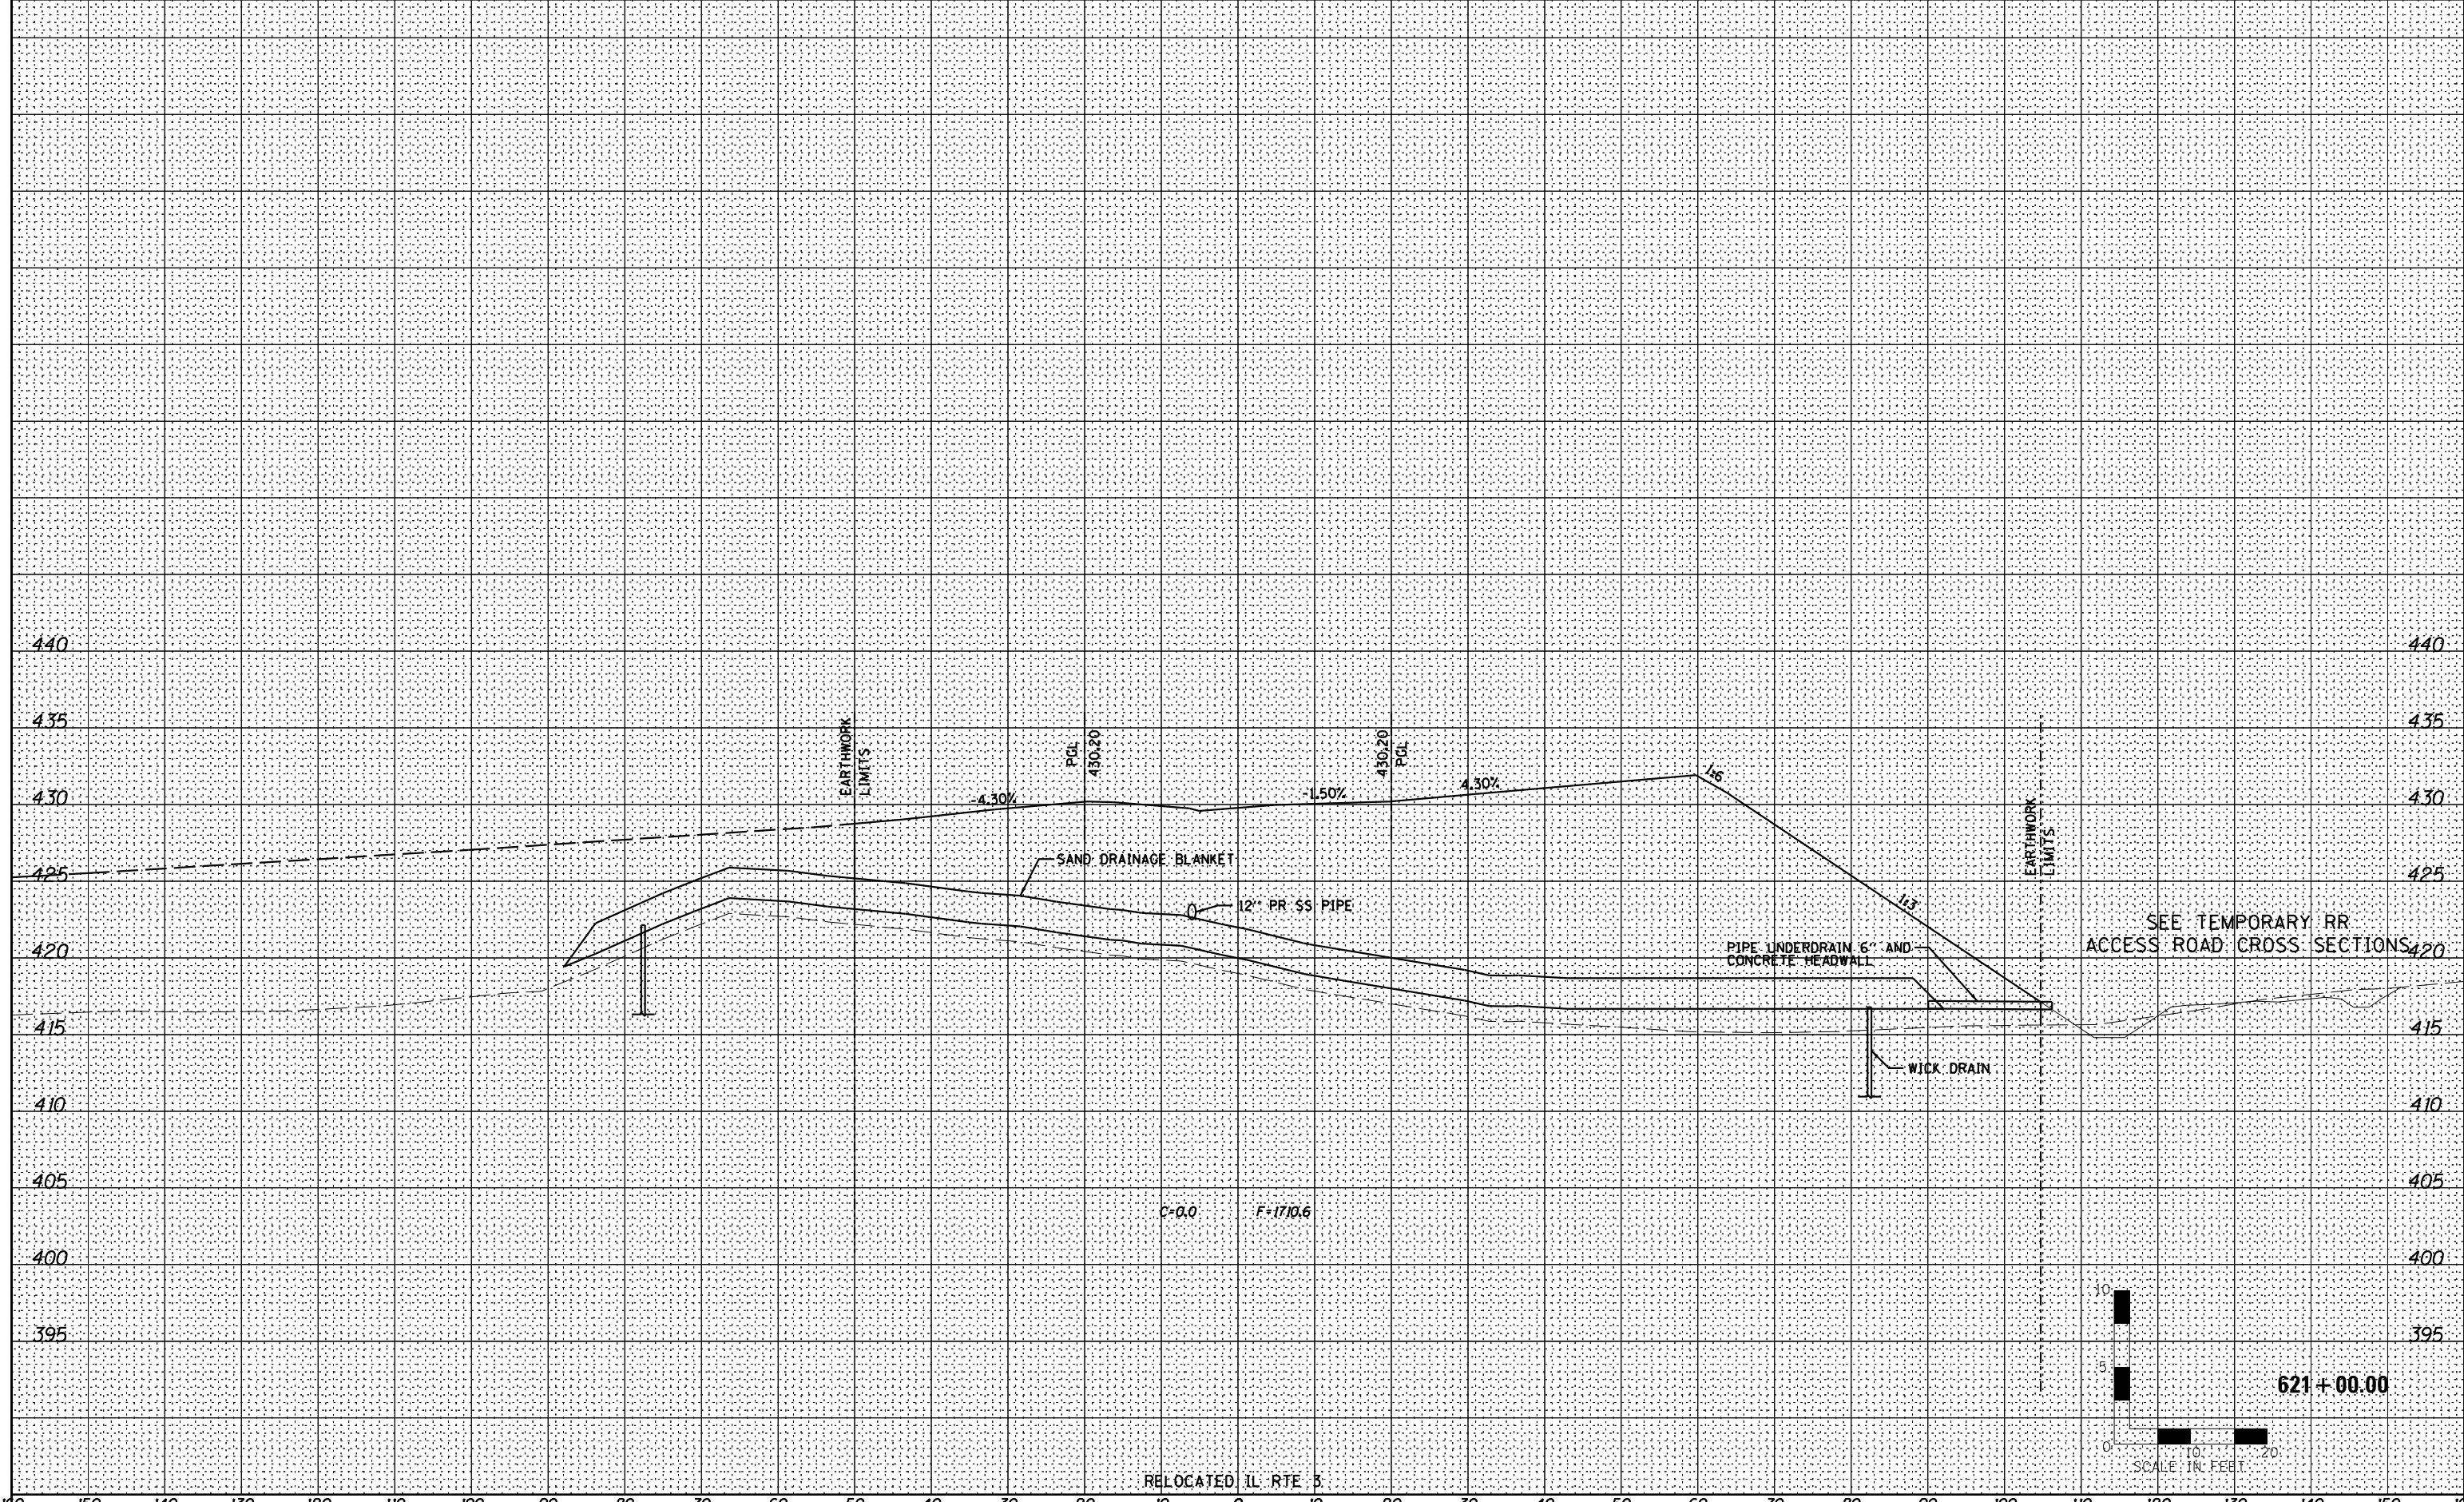 440 440
435 435
EARTHWORK
LIMITS
PGL
430.20
430.20
PGL
430 430
-4.30%
-1.50%
4.30%
1:6
EARTHWORK
LIMITS
425 425
SAND DRAINAGE BLANKET
12" PR SS PIPE
1:3
SEE TEMPORARY RR
ACCESS ROAD CROSS SECTIONS
420 420
PIPE UNDERDRAIN 6" AND
CONCRETE HEADWALL
415 415
WICK DRAIN
410 410
405 405
C=0.0 F=1710.6
400 400
10
395 395
5
621+00.00
0 10 20
SCALE IN FEET
RELOCATED IL RTE 3